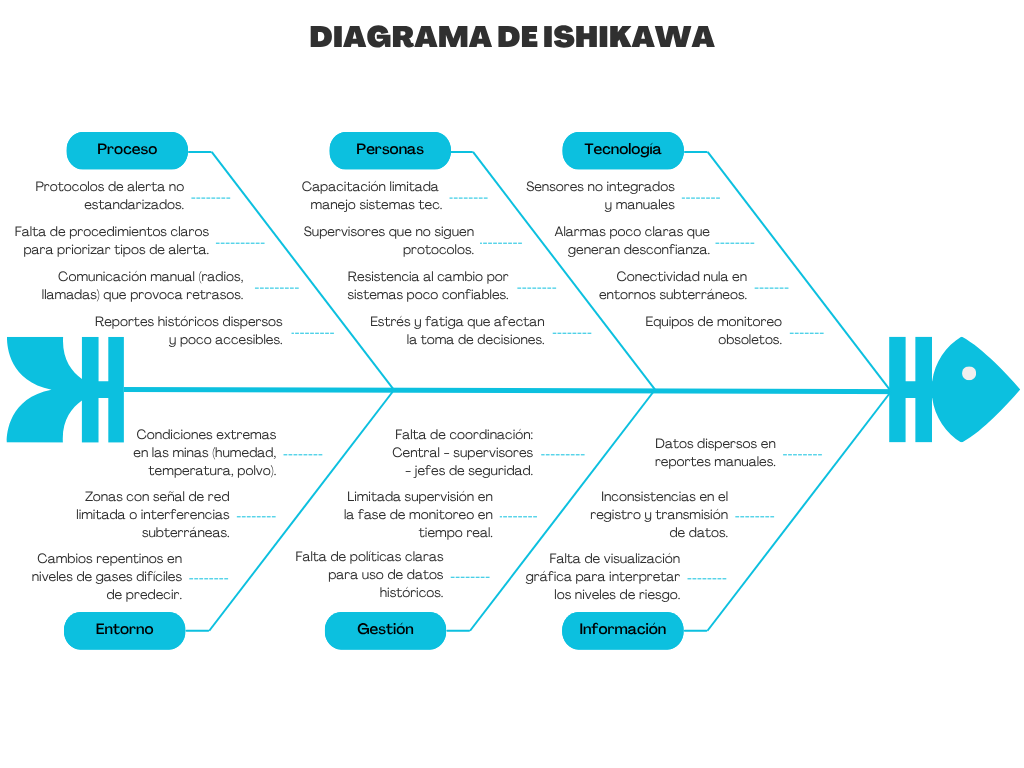 DIAGRAMA DE ISHIKAWA
Proceso
Protocolos de alerta no
estandarizados.
Falta de procedimientos claros
para priorizar tipos de alerta.
Comunicación manual (radios,
llamadas) que provoca retrasos.
Reportes históricos dispersos
y poco accesibles.
Personas
Capacitación limitada
manejo sistemas tec.
Supervisores que no siguen
protocolos.
Resistencia al cambio por
sistemas poco confiables.
Estrés y fatiga que afectan
la toma de decisiones.
Tecnología
Sensores no integrados
y manuales
Alarmas poco claras que
generan desconfianza.
Conectividad nula en
entornos subterráneos.
Equipos de monitoreo
obsoletos.
Condiciones extremas
en las minas (humedad,
temperatura, polvo).
Zonas con señal de red
limitada o interferencias
subterráneas.
Cambios repentinos en
niveles de gases difíciles
de predecir.
Entorno
Falta de coordinación:
Central - supervisores
- jefes de seguridad.
Limitada supervisión en
la fase de monitoreo en
tiempo real.
Falta de políticas claras
para uso de datos
históricos.
Gestión
Datos dispersos en
reportes manuales.
Inconsistencias en el
registro y transmisión
de datos.
Falta de visualización
gráfica para interpretar
los niveles de riesgo.
Información